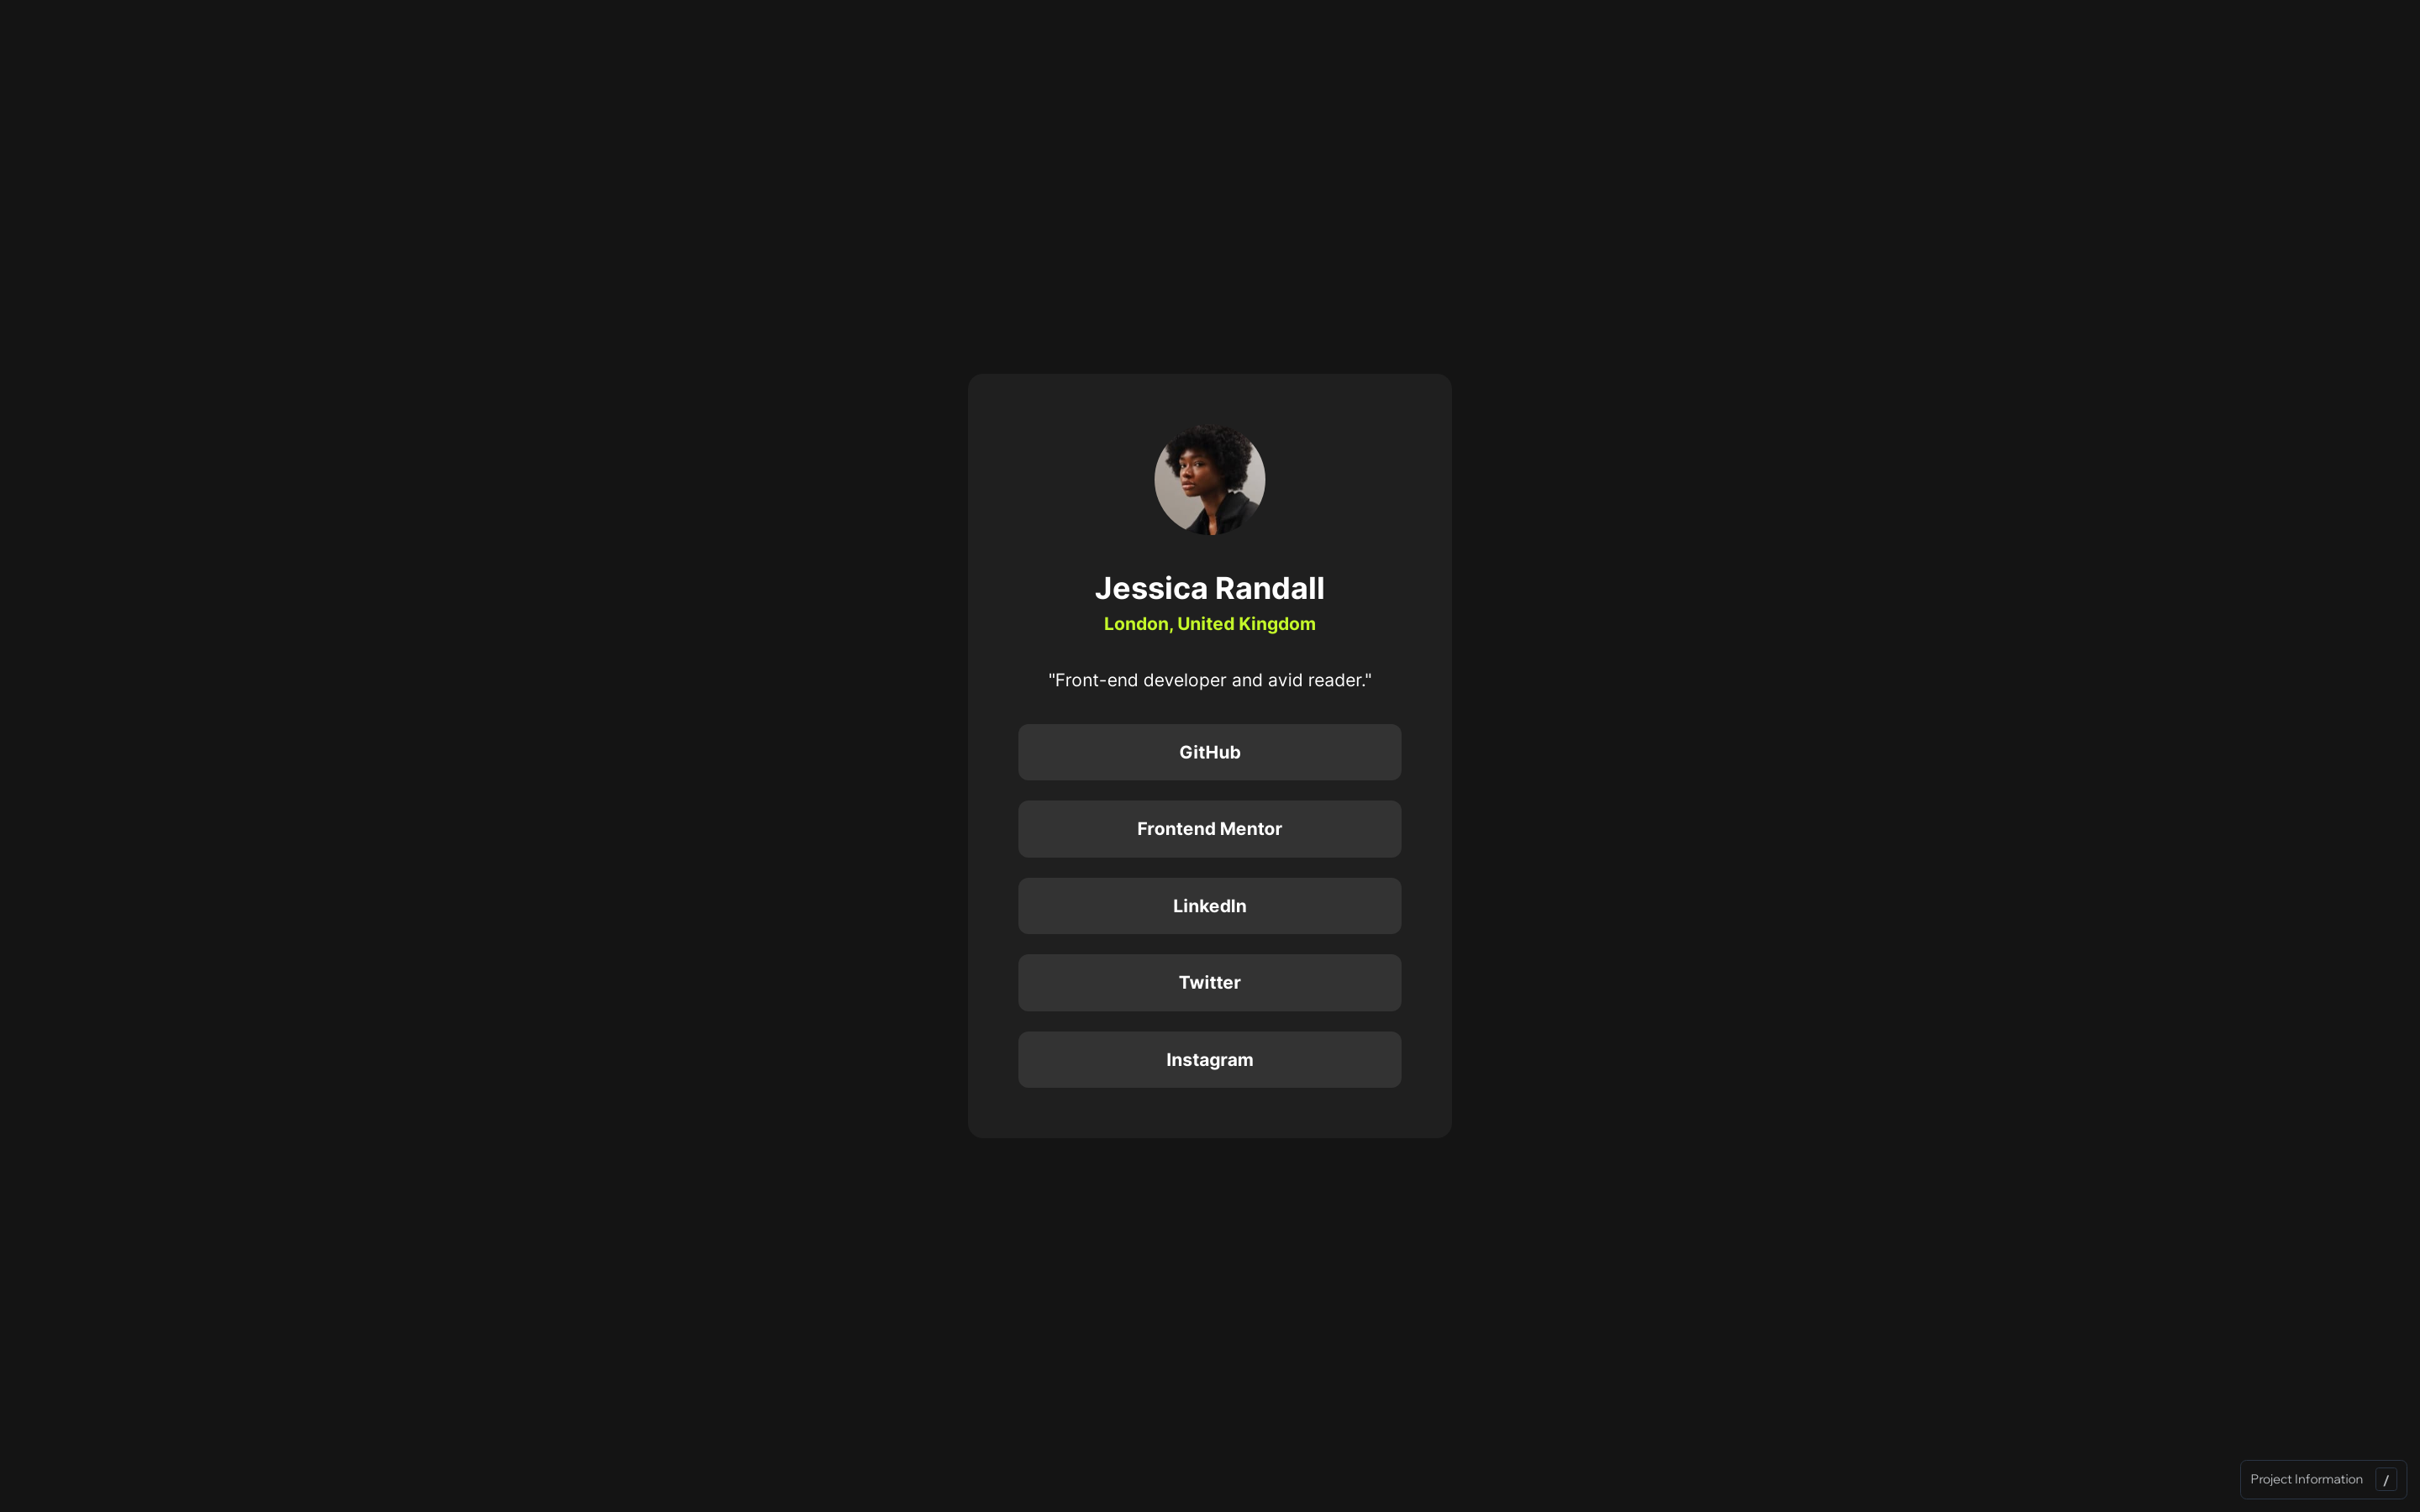 Jessica Randall
London, United Kingdom
"Front-end developer and avid reader."
GitHub
Frontend Mentor
LinkedIn
Twitter
Instagram
Project Information /